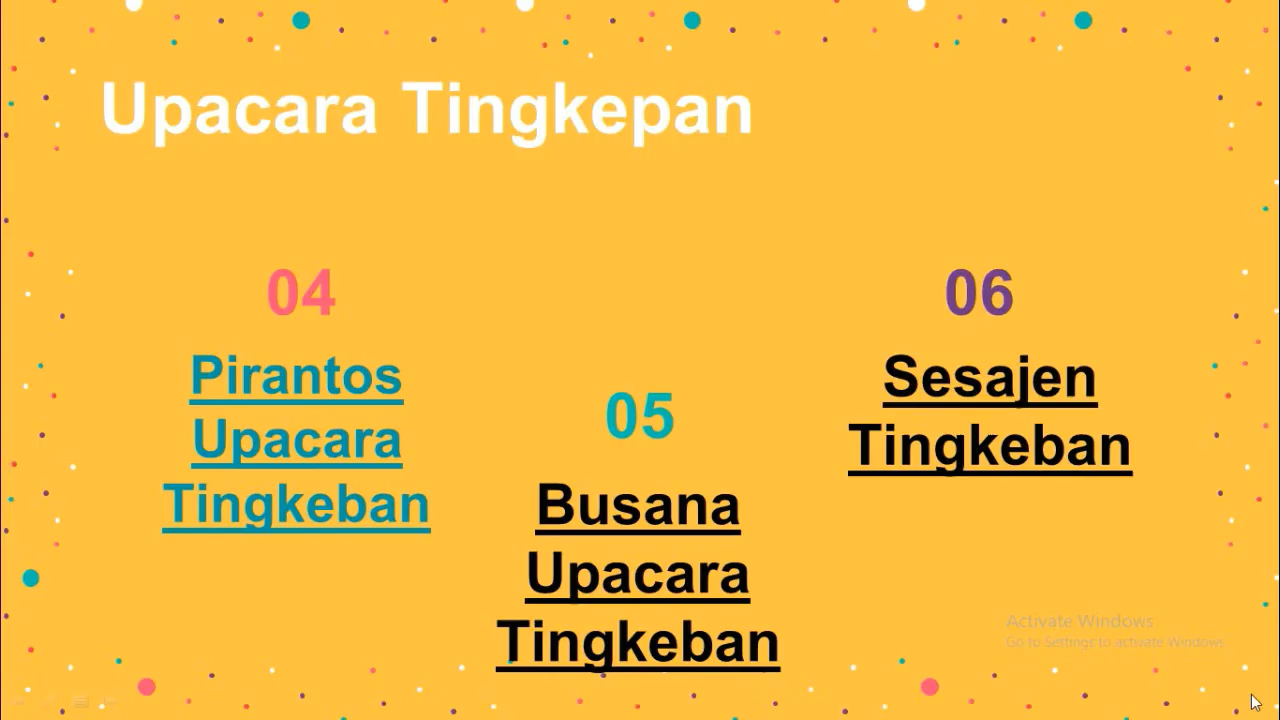 Upacara Tingkepan
04
Pirantos
Upacara
Tingkeban
05
Busana
Upacara
Tingkeban
06
Sesajen
Tingkeban
Activate Windows
Go to Settings to activate Windows.